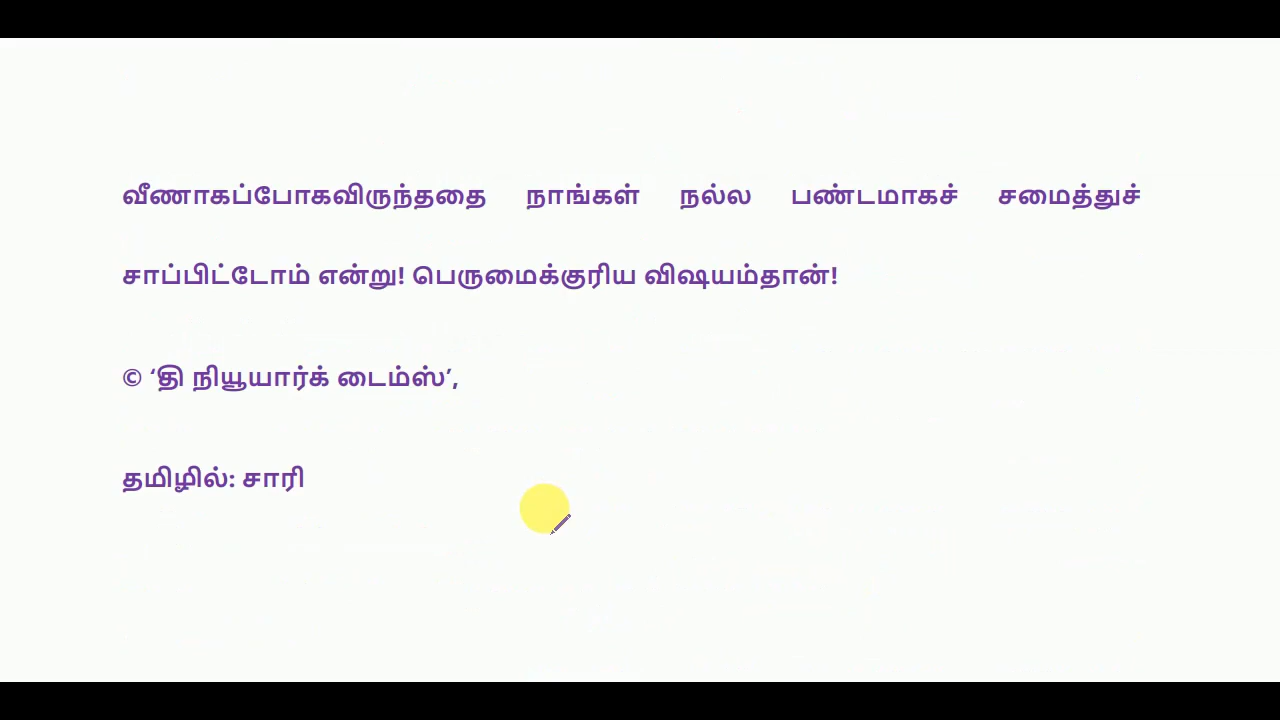 வீணாகப்போகவிருந்ததை நாங்கள் நல்ல பண்டமாகச் சமைத்துச்
சாப்பிட்டோம் என்று! பெருமைக்குரிய விஷயம்தான்!
© ‘தி நியூயார்க் டைம்ஸ்’,
தமிழில்: சாரி